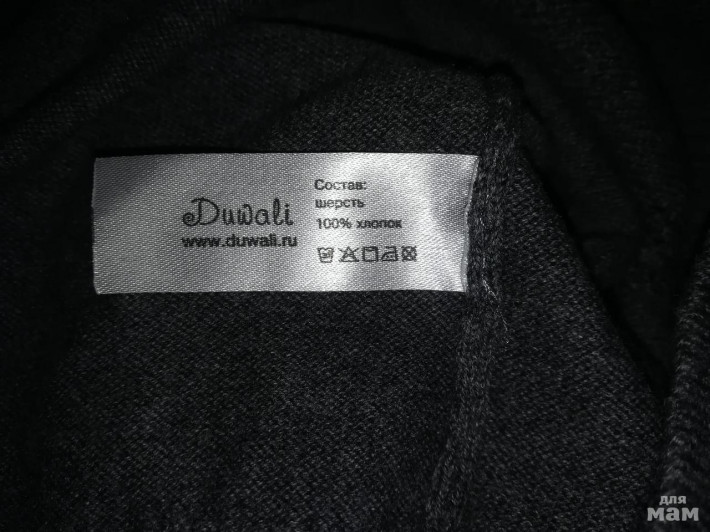 Duwali
www.duwali.ru
Состав:
шерсть
100% хлопок
для
мам